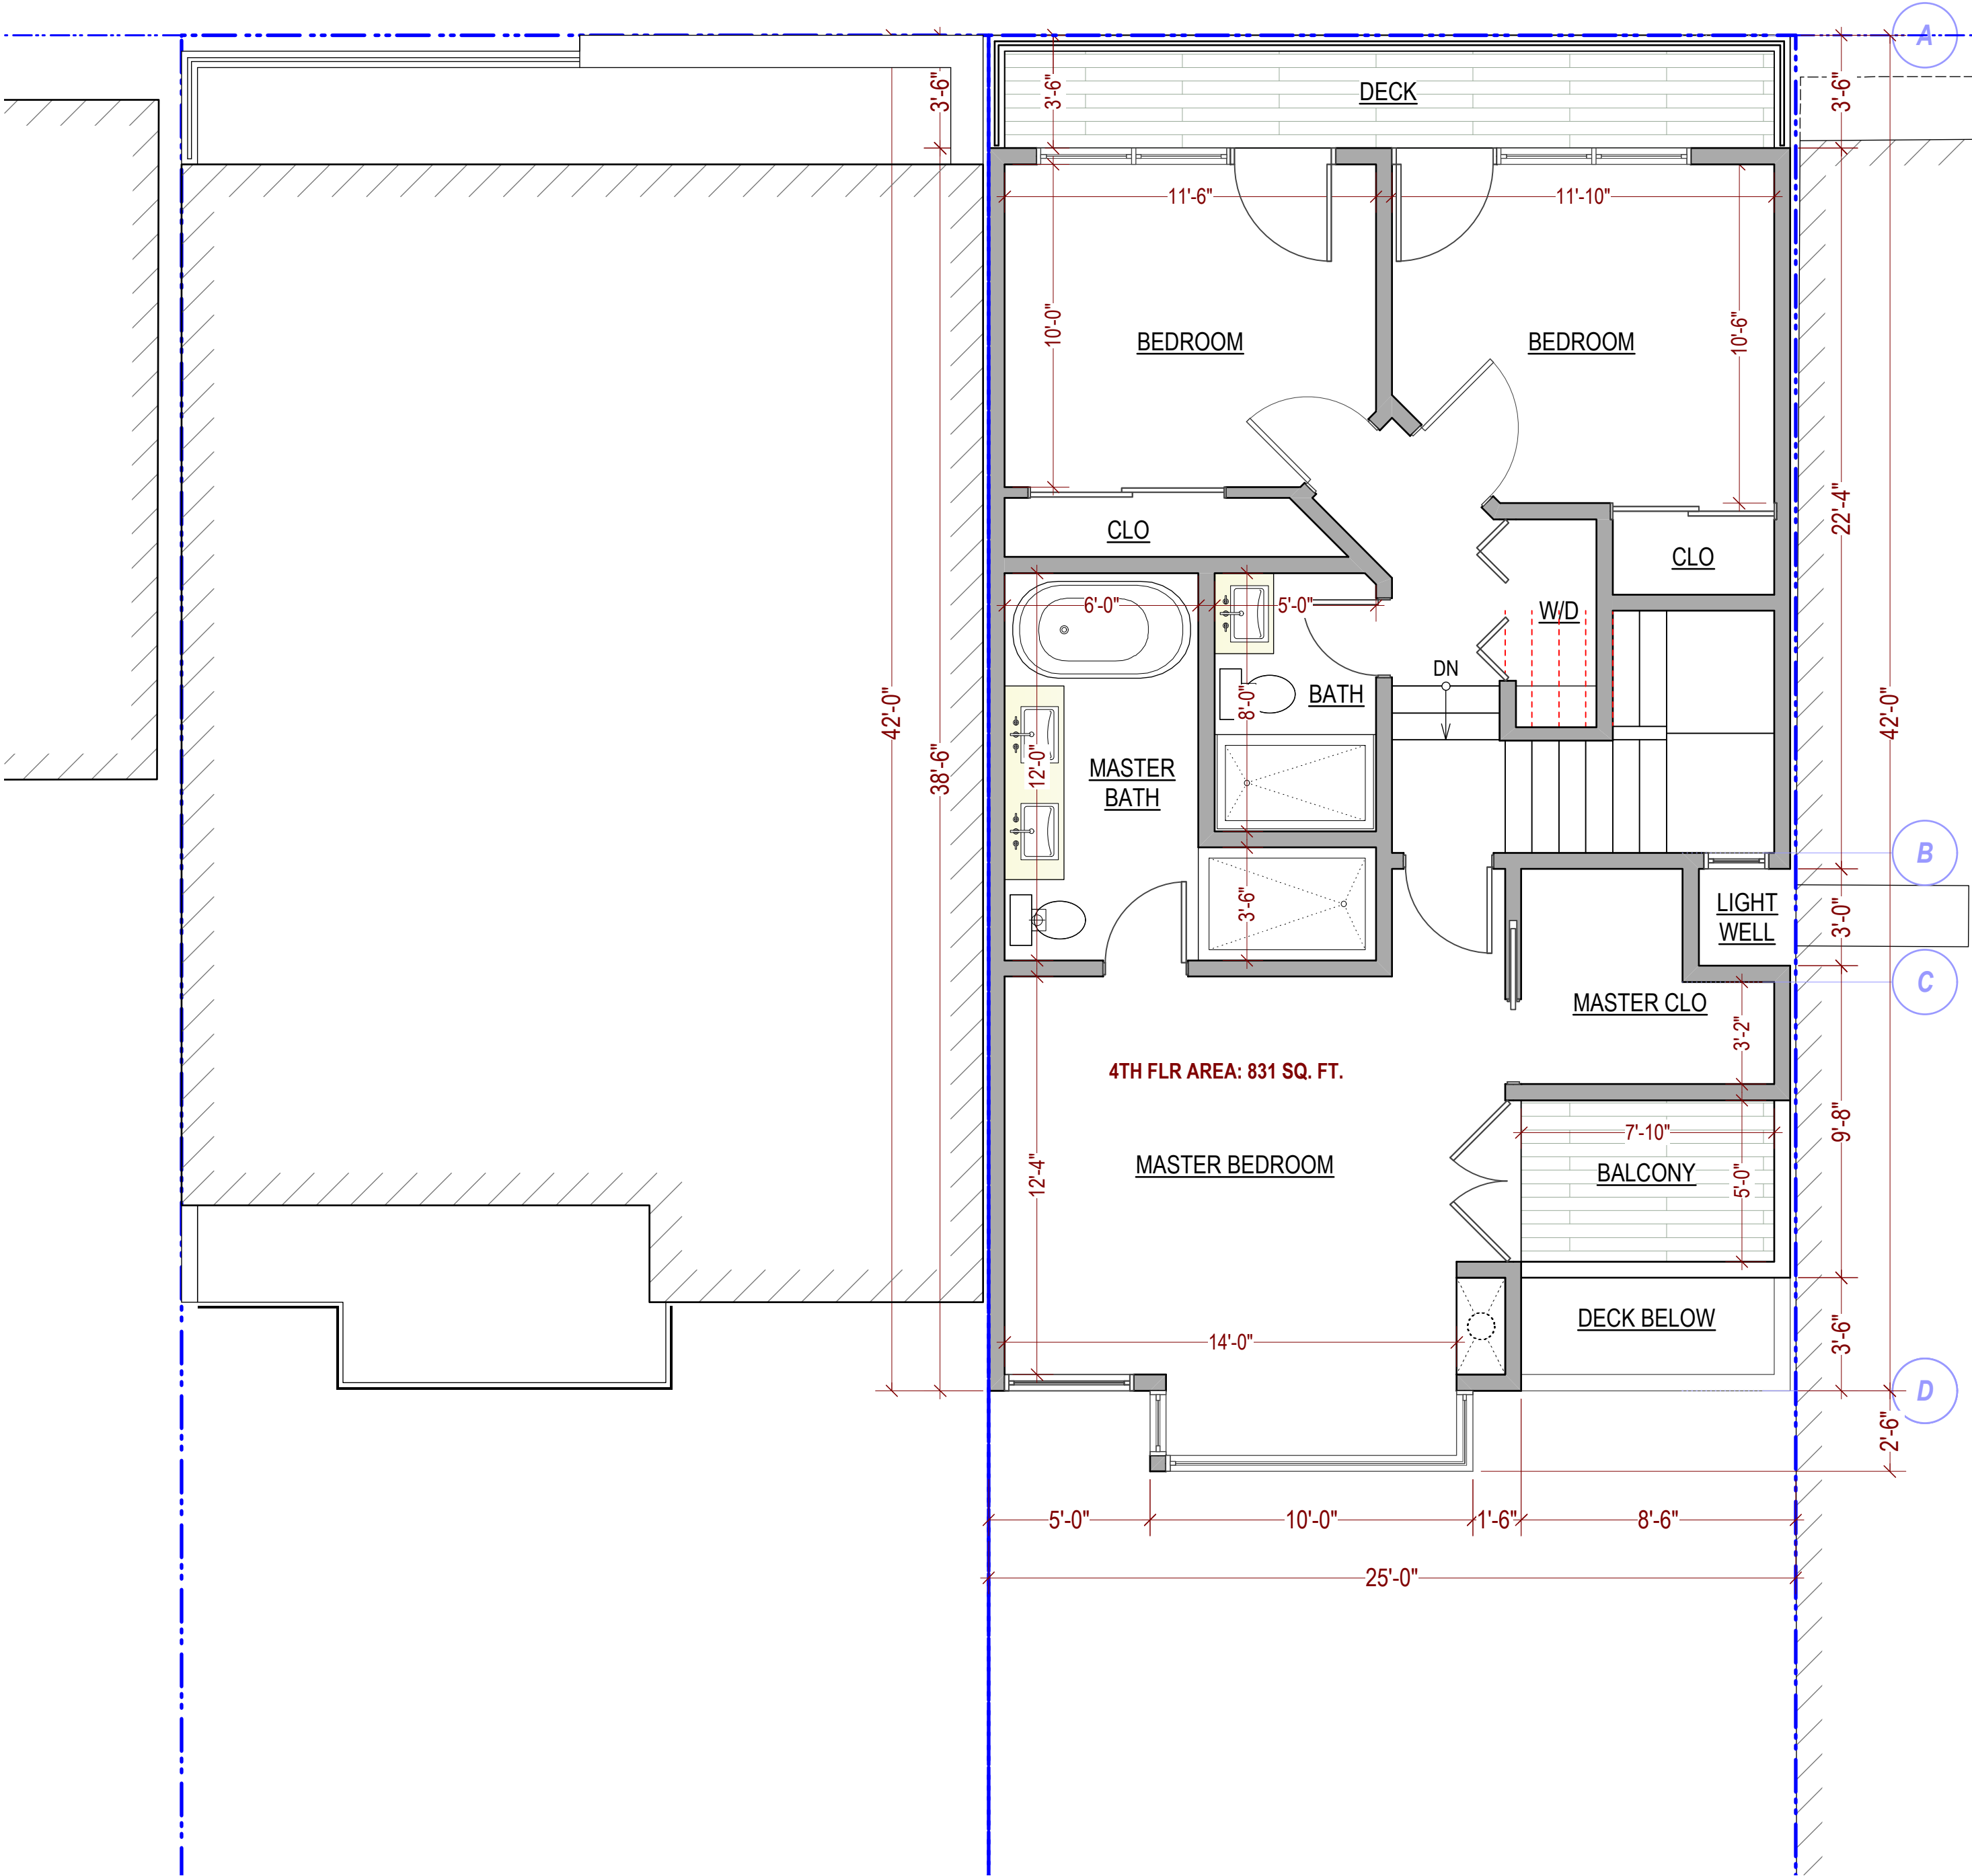 A
3'-6"
3'-6"
DECK
3'-6"
11'-6"
11'-10"
10'-0"
BEDROOM
BEDROOM
10'-6"
22'-4"
CLO
CLO
6'-0"
5'-0"
W/D
DN
BATH
8'-0"
42'-0"
38'-6"
12'-0"
MASTER
BATH
42'-0"
B
3'-6"
LIGHT
WELL
3'-0"
C
MASTER CLO
3'-2"
4TH FLR AREA: 831 SQ. FT.
9'-8"
7'-10"
12'-4"
MASTER BEDROOM
BALCONY
5'-0"
DECK BELOW
3'-6"
14'-0"
D
2'-6"
5'-0"
10'-0"
1'-6"
8'-6"
25'-0"